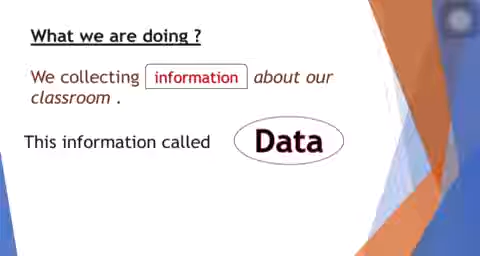 What we are doing ?
We collecting information about our
classroom .
This information called Data